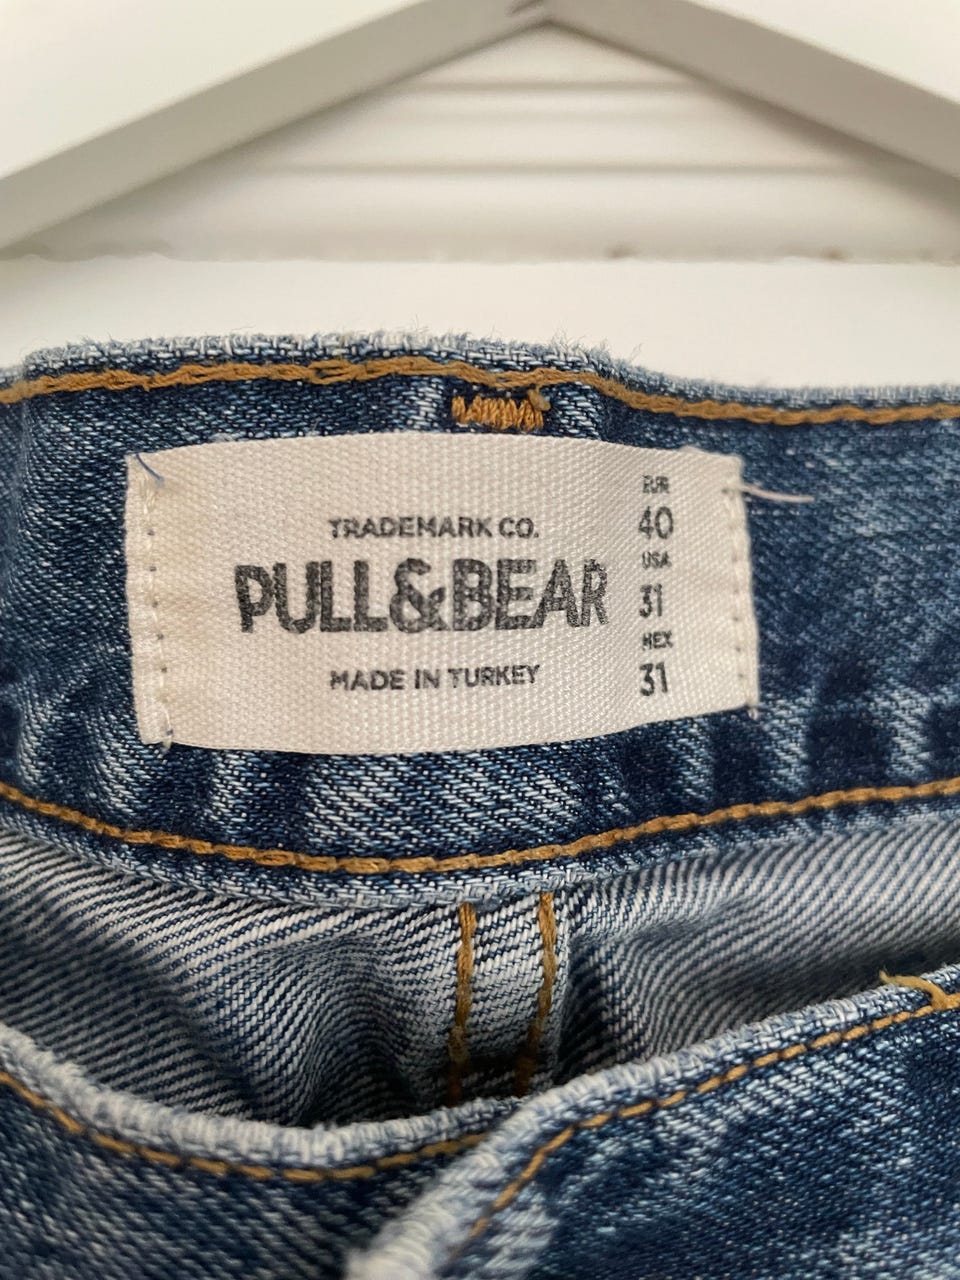 TRADEMARK CO.
PULL&BEAR
MADE IN TURKEY
EUR
40
USA
31
MEX
31